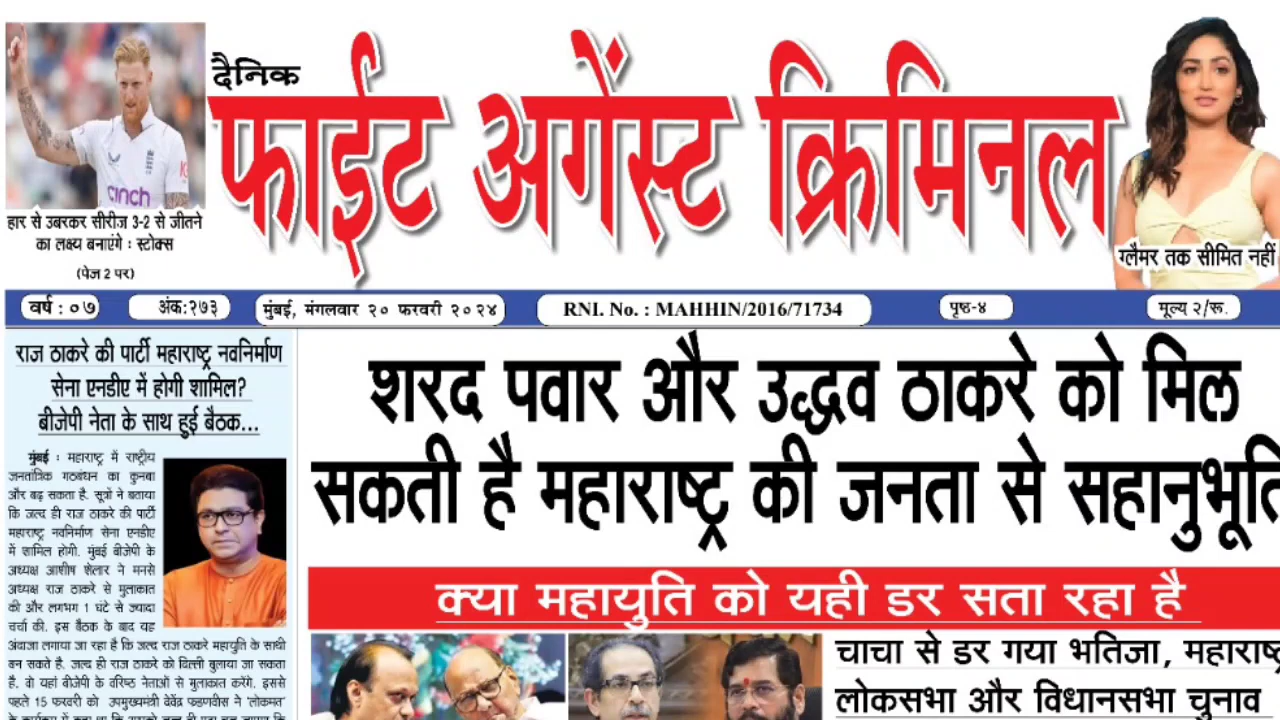 दैनिक
फाईट अगेंस्ट क्रिमिनल
हार से उबरकर सीरीज 3-2 से जीतने
का लक्ष्य बनाएंगे : स्टोक्स
(पेज 2 पर)
cinch
ग्लैमर तक सीमित नहीं
वर्ष : ०७ अंक:२७३ मुंबई, मंगलवार २० फरवरी २०२४ RNI. No. : MAHHIN/2016/71734 पृष्ठ-४ मूल्य २/रू.
राज ठाकरे की पार्टी महाराष्ट्र नवनिर्माण
सेना एनडीए में होगी शामिल?
बीजेपी नेता के साथ हुई बैठक...
मुंबई : महाराष्ट्र में राष्ट्रीय
जनतांत्रिक गठबंधन का कुनबा
और बढ़ सकता है. सूत्रों ने बताया
कि जल्द ही राज ठाकरे की पार्टी
महाराष्ट्र नवनिर्माण सेना एनडीए
में शामिल होगी. मुंबई बीजेपी के
अध्यक्ष आशीष शेलार ने मनसे
अध्यक्ष राज ठाकरे से मुलाकात
की और लगभग 1 घंटे से ज्यादा
चर्चा की. इस बैठक के बाद यह
अंदाजा लगाया जा रहा है कि जल्द राज ठाकरे महायुति के साथी
बन सकते है. जल्द ही राज ठाकरे को दिल्ली बुलाया जा सकता
है. वो यहां बीजेपी के वरिष्ठ नेताओं से मुलाकात करेंगे. इससे
पहले 15 फरवरी को उपमुख्यमंत्री देवेंद्र फड़णवीस ने 'लोकमत'
शरद पवार और उद्धव ठाकरे को मिल
सकती है महाराष्ट्र की जनता से सहानुभूति
क्या महायुति को यही डर सता रहा है
चाचा से डर गया भतिजा, महाराष्ट्र
लोकसभा और विधानसभा चुनाव